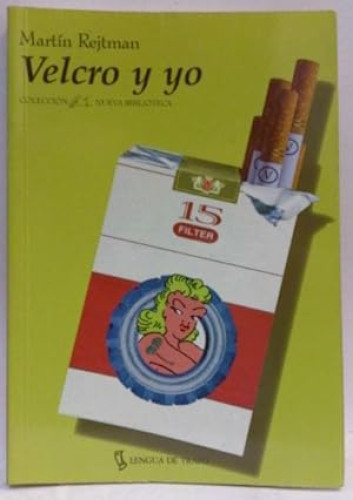 Martín Rejtman
Velcro y yo
COLECCIÓN NUEVA BIBLIOTECA
15
FILTER
V
V
LENGUA DE TRAPO